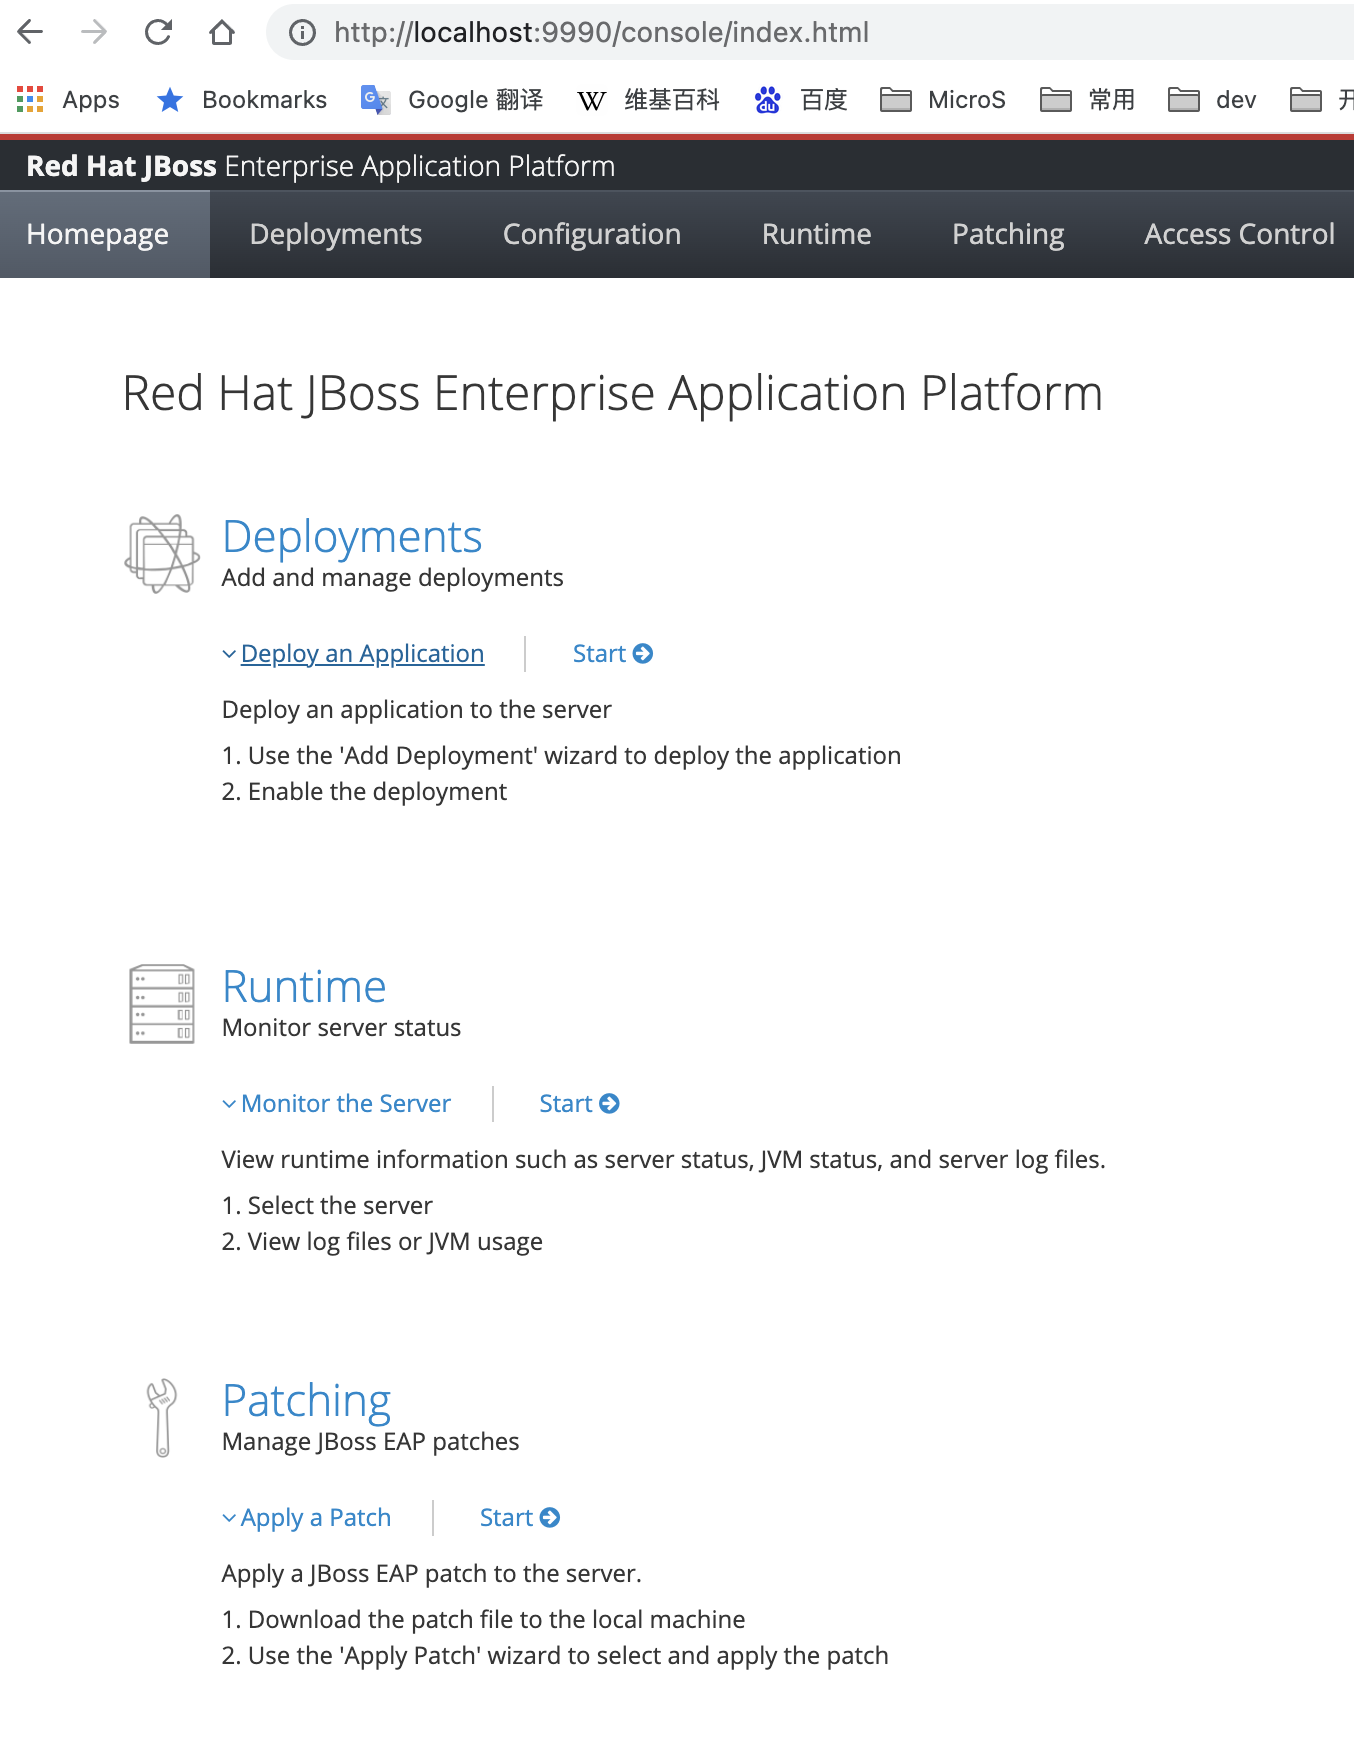 http://localhost:9990/console/index.html
Apps Bookmarks Google 翻译 W 维基百科 百度 MicroS 常用 dev 开
Red Hat JBoss Enterprise Application Platform
Homepage Deployments Configuration Runtime Patching Access Control
Red Hat JBoss Enterprise Application Platform
Deployments
Add and manage deployments
Deploy an Application Start
Deploy an application to the server
1. Use the 'Add Deployment' wizard to deploy the application
2. Enable the deployment
Runtime
Monitor server status
Monitor the Server Start
View runtime information such as server status, JVM status, and server log files.
1. Select the server
2. View log files or JVM usage
Patching
Manage JBoss EAP patches
Apply a Patch Start
Apply a JBoss EAP patch to the server.
1. Download the patch file to the local machine
2. Use the 'Apply Patch' wizard to select and apply the patch